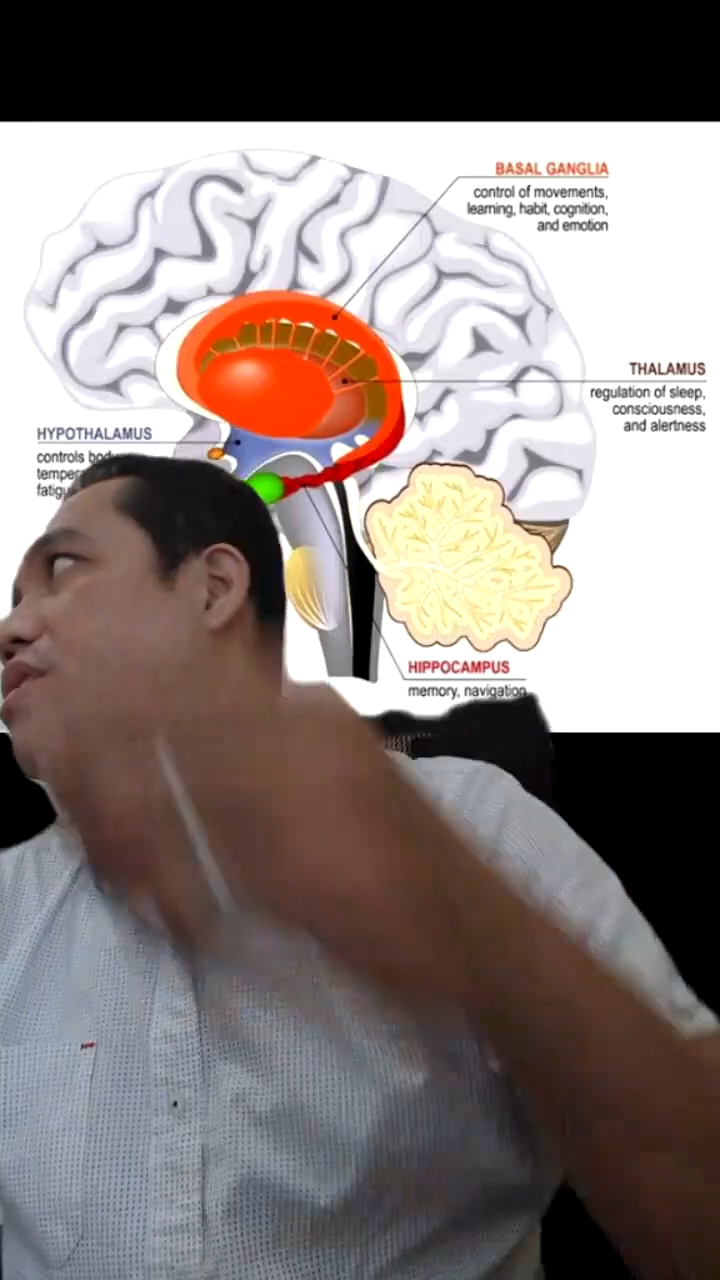 BASAL GANGLIA
control of movements,
learning, habit, cognition,
and emotion
THALAMUS
regulation of sleep,
consciousness,
and alertness
HYPOTHALAMUS
controls
HIPPOCAMPUS
memory, navigation